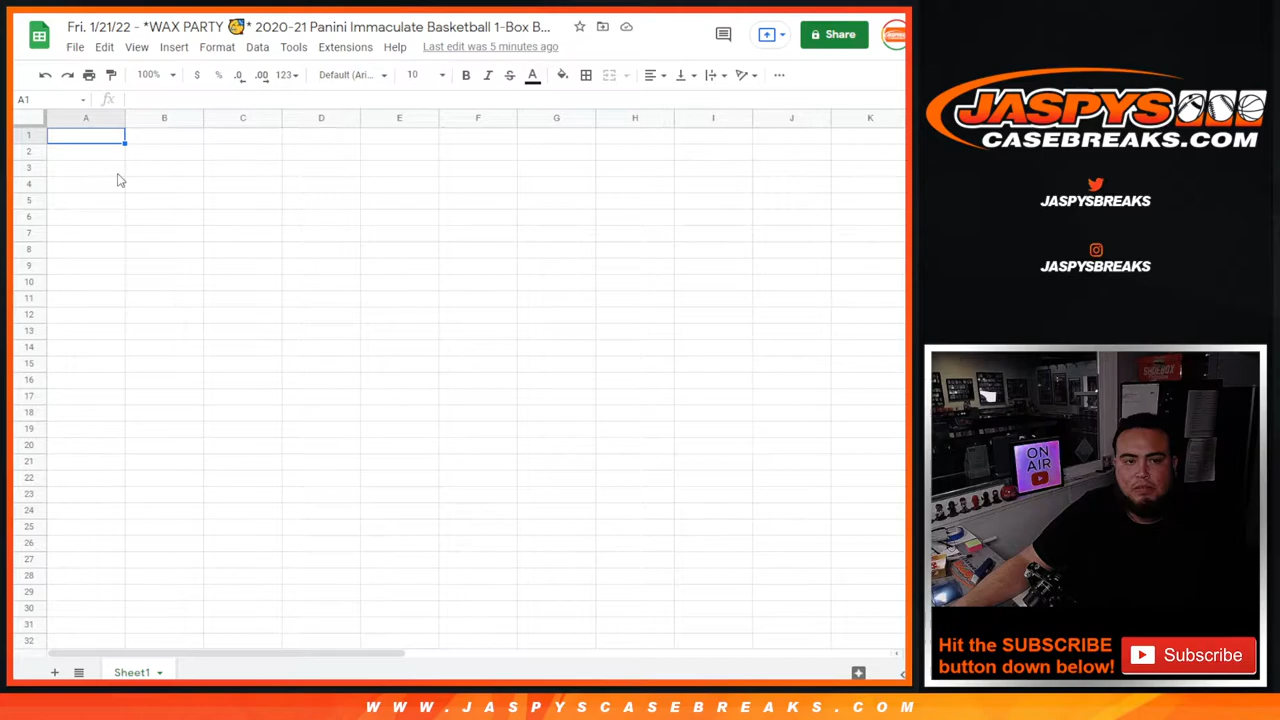 Fri. 1/21/22 - *WAX PARTY 🥳* 2020-21 Panini Immaculate Basketball 1-Box B...
Share
File Edit View Insert Format Data Tools Extensions Help Last edit was 5 minutes ago
100% $ % .0 .00 123 Default (Ari... 10 B I S A
A1 fx
A B C D E F G H I J K
1
2
3
4
5
6
7
8
9
10
11
12
13
14
15
16
17
18
19
20
21
22
23
24
25
26
27
28
29
30
31
32
Sheet1
JASPYS
CASEBREAKS.COM
JASPYSBREAKS
JASPYSBREAKS
SHOEBOX
ON
AIR
Hit the SUBSCRIBE
button down below!
Subscribe
WWW.JASPYSCASEBREAKS.COM